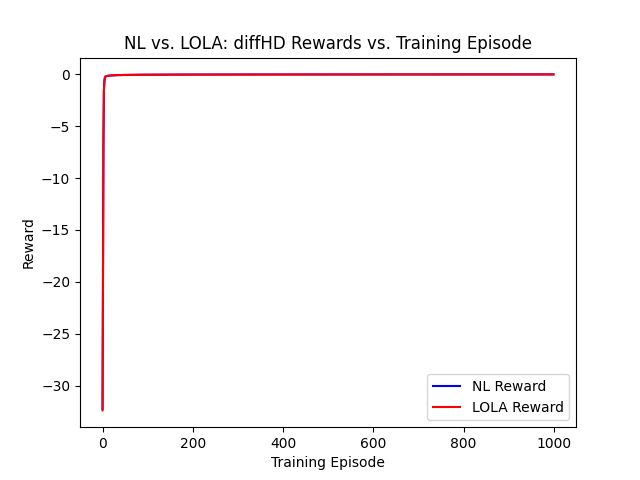 NL vs. LOLA: diffHD Rewards vs. Training Episode
Reward
0
−5
−10
−15
−20
−25
−30
0
200
400
600
800
1000
Training Episode
NL Reward
LOLA Reward